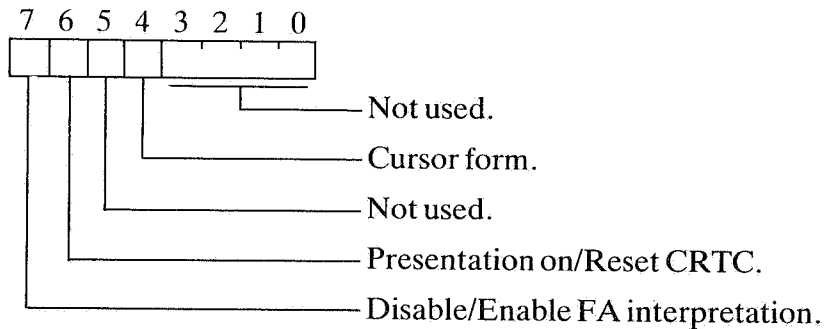 7 6 5 4 3 2 1 0
Not used.
Cursor form.
Not used.
Presentation on/Reset CRTC.
Disable/Enable FA interpretation.